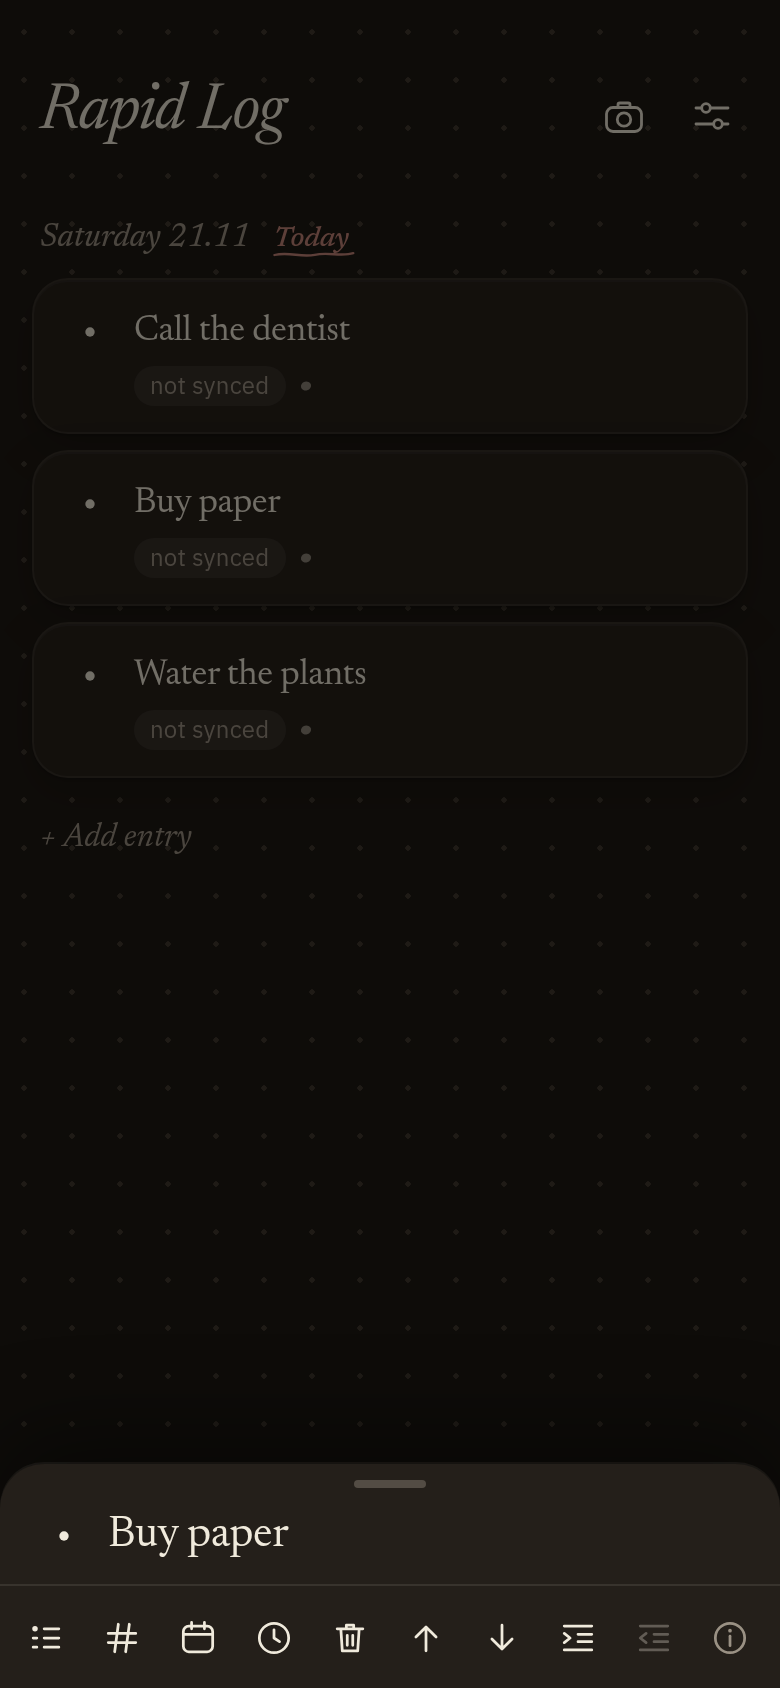 Rapid Log
Saturday 21.11 Today
• Call the dentist
not synced •
• Buy paper
not synced •
• Water the plants
not synced •
+ Add entry
• Buy paper